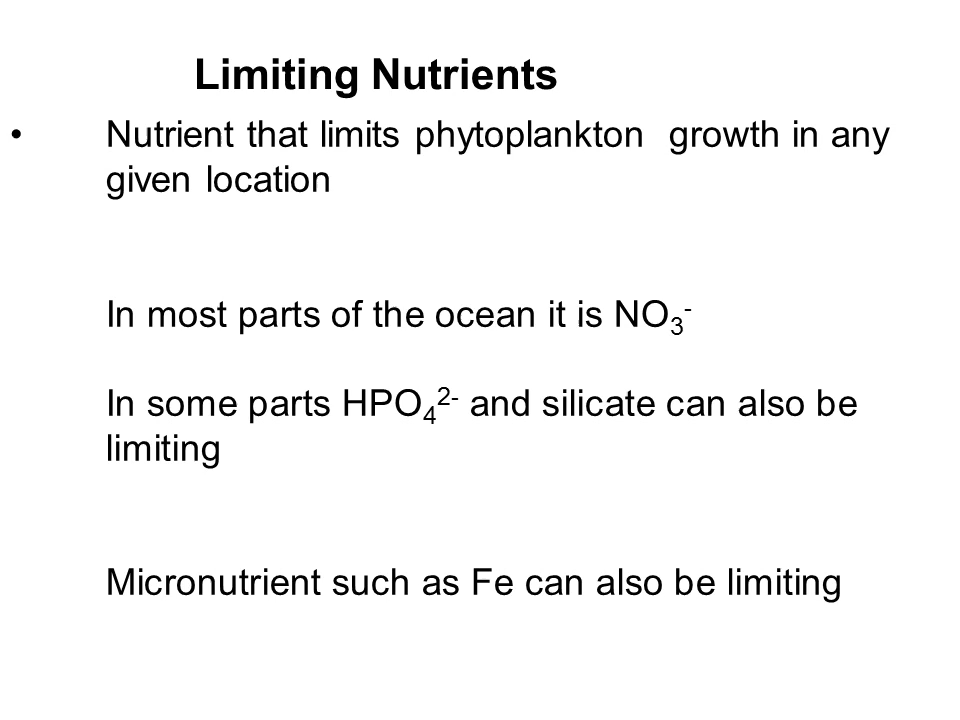 Limiting Nutrients
• Nutrient that limits phytoplankton growth in any
given location
In most parts of the ocean it is NO₃⁻
In some parts HPO₄²⁻ and silicate can also be
limiting
Micronutrient such as Fe can also be limiting